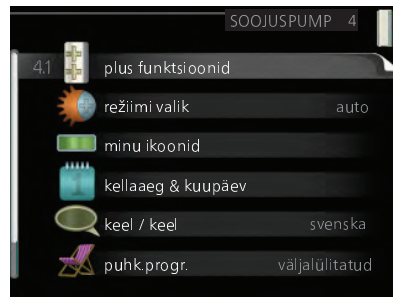 SOOJUSPUMP 4
4.1 plus funktsioonid
režiimi valik auto
minu ikoonid
kellaaeg & kuupäev
keel / keel svenska
puhk.progr. väljalülitatud